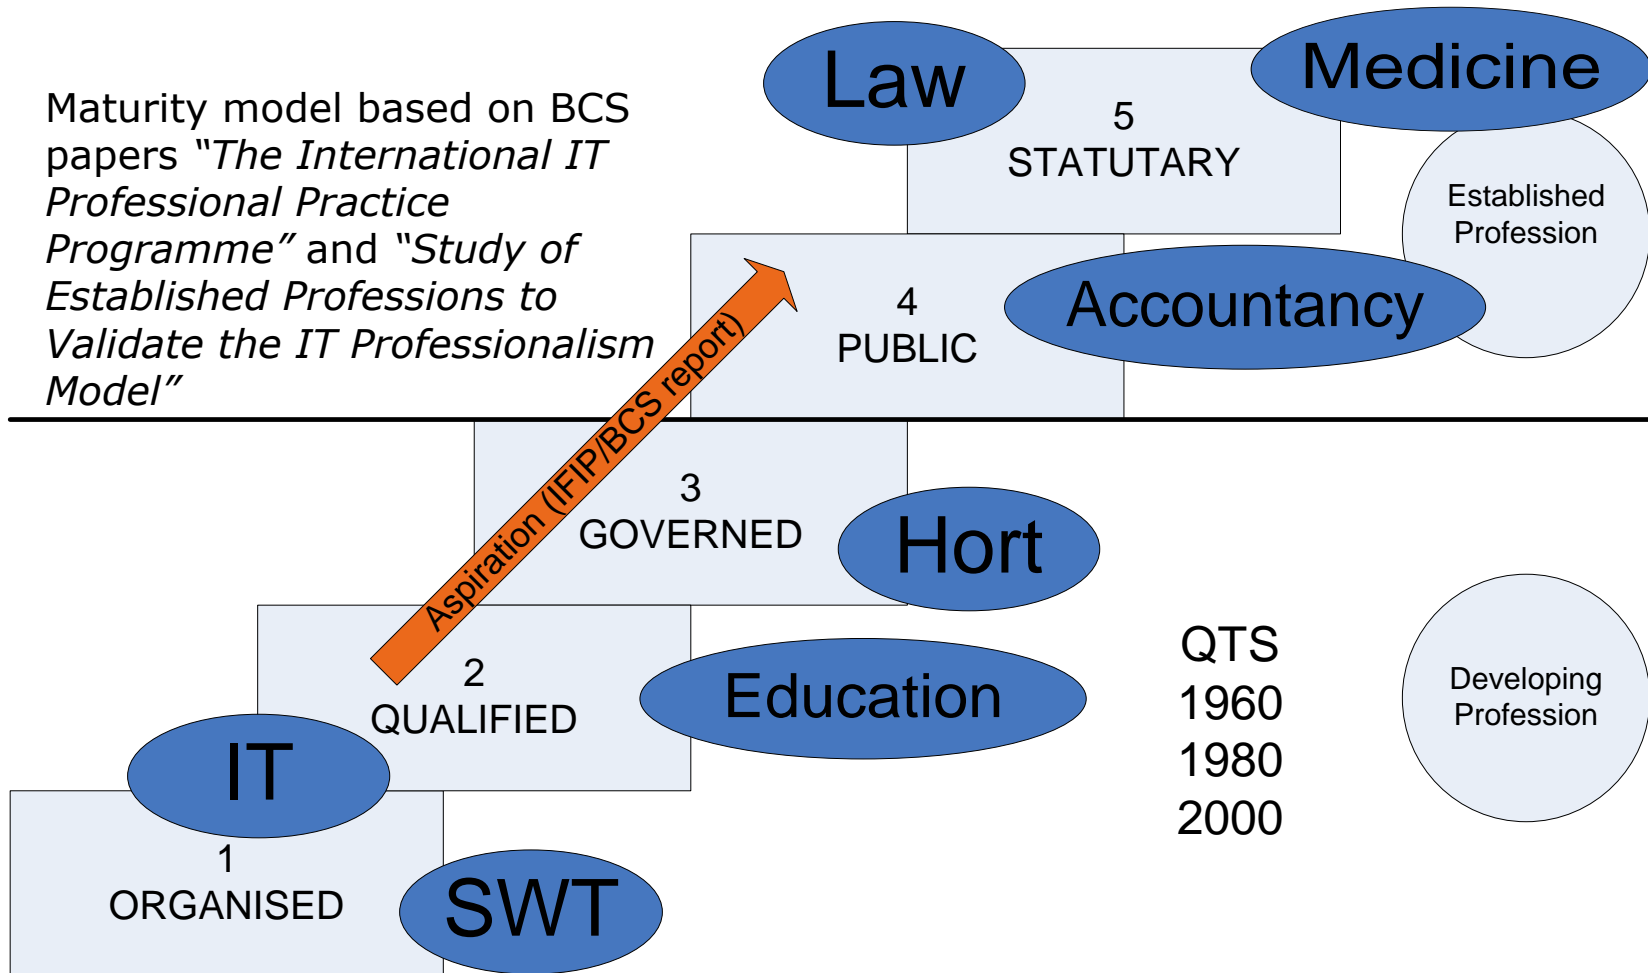 Maturity model based on BCS
papers “The International IT
Professional Practice
Programme” and “Study of
Established Professions to
Validate the IT Professionalism
Model”
Law
Medicine
5
STATUTARY
Established
Profession
4
PUBLIC
Accountancy
Aspiration (IFIP/BCS report)
3
GOVERNED
Hort
2
QUALIFIED
Education
QTS
1960
1980
2000
Developing
Profession
IT
1
ORGANISED
SWT